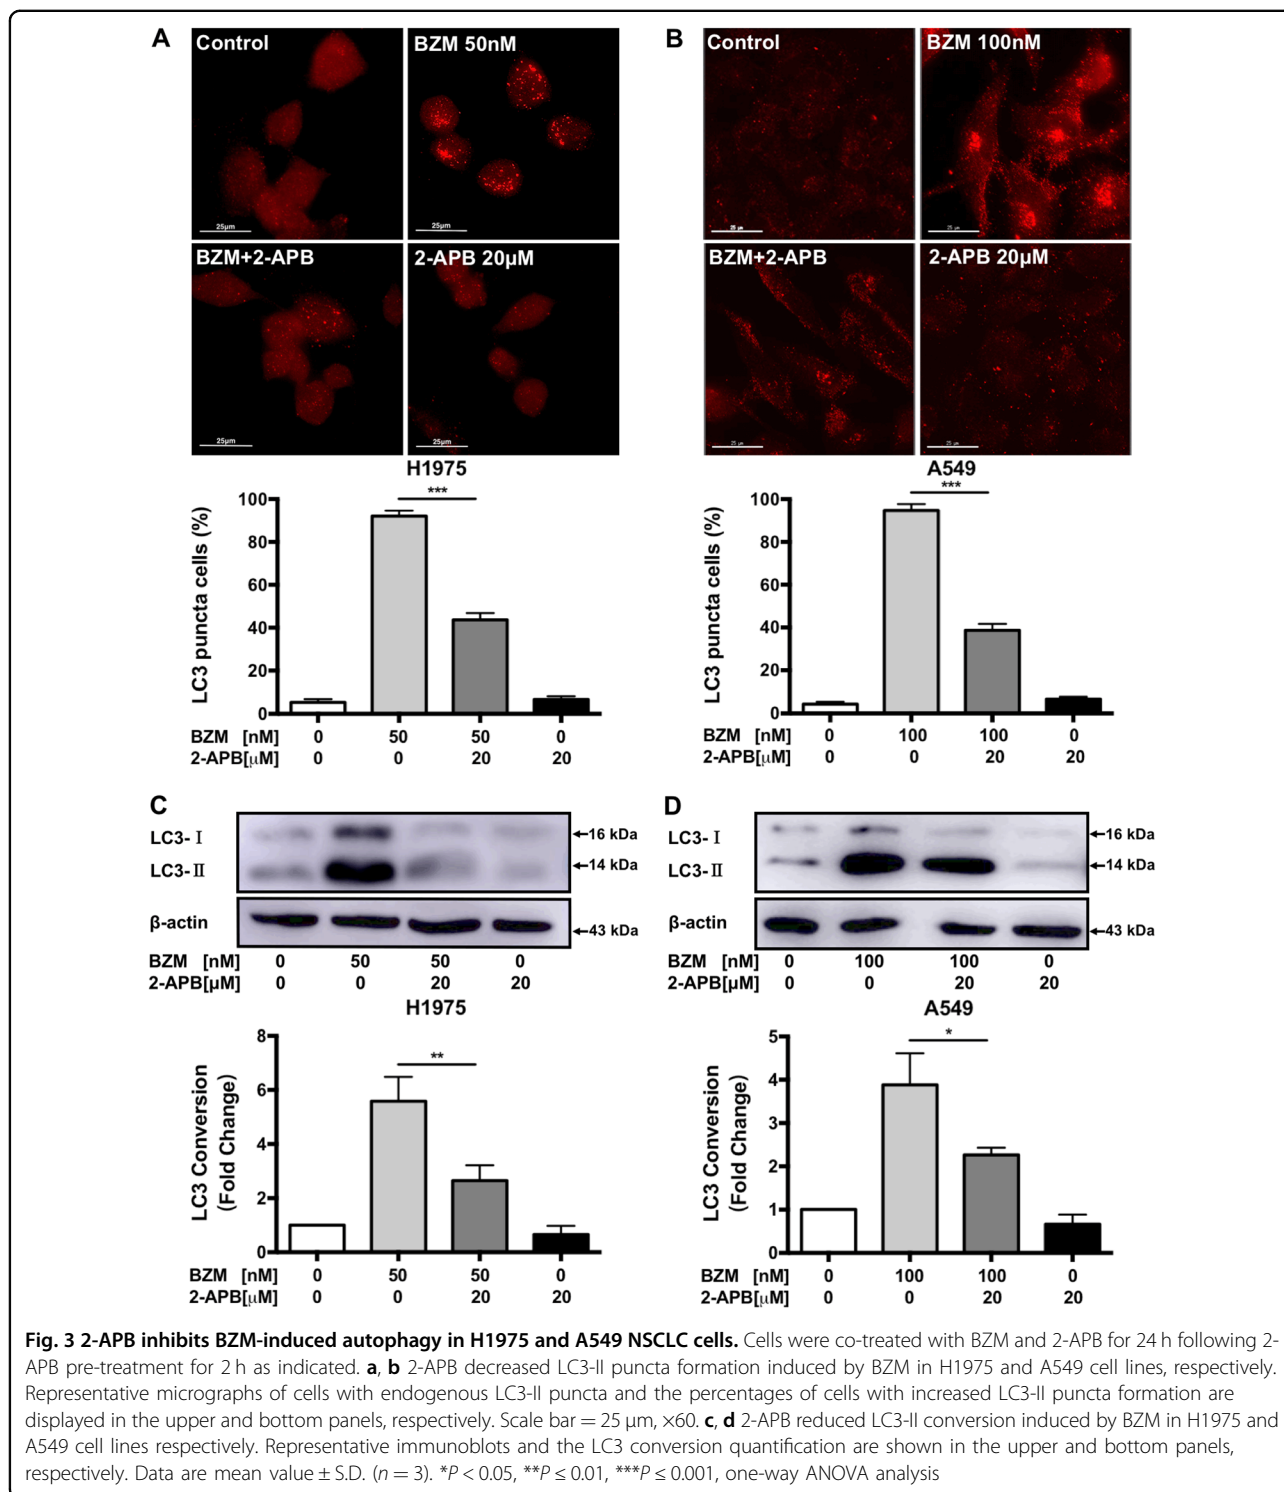 A
Control
BZM 50nM
25µm
BZM+2-APB
2-APB 20µM
25µm
25µm
H1975
LC3 puncta cells (%)
100
80
60
40
20
0
***
BZM [nM] 0 50 50 0
2-APB[µM] 0 0 20 20
B
Control
BZM 100nM
25 µm
25 µm
BZM+2-APB
2-APB 20µM
25 µm
25 µm
A549
LC3 puncta cells (%)
100
80
60
40
20
0
***
BZM [nM] 0 100 100 0
2-APB[µM] 0 0 20 20
C
LC3- I
LC3- II
β-actin
16 kDa
14 kDa
43 kDa
BZM [nM] 0 50 50 0
2-APB[µM] 0 0 20 20
H1975
LC3 Conversion
(Fold Change)
8
6
4
2
0
**
BZM [nM] 0 50 50 0
2-APB[µM] 0 0 20 20
D
LC3- I
LC3- II
β-actin
16 kDa
14 kDa
43 kDa
BZM [nM] 0 100 100 0
2-APB[µM] 0 0 20 20
A549
LC3 Conversion
(Fold Change)
5
4
3
2
1
0
*
BZM [nM] 0 100 100 0
2-APB[µM] 0 0 20 20
Fig. 3 2-APB inhibits BZM-induced autophagy in H1975 and A549 NSCLC cells. Cells were co-treated with BZM and 2-APB for 24 h following 2-
APB pre-treatment for 2 h as indicated. a, b 2-APB decreased LC3-II puncta formation induced by BZM in H1975 and A549 cell lines, respectively.
Representative micrographs of cells with endogenous LC3-II puncta and the percentages of cells with increased LC3-II puncta formation are
displayed in the upper and bottom panels, respectively. Scale bar = 25 µm, ×60. c, d 2-APB reduced LC3-II conversion induced by BZM in H1975 and
A549 cell lines respectively. Representative immunoblots and the LC3 conversion quantification are shown in the upper and bottom panels,
respectively. Data are mean value ± S.D. (n = 3). *P < 0.05, **P ≤ 0.01, ***P ≤ 0.001, one-way ANOVA analysis